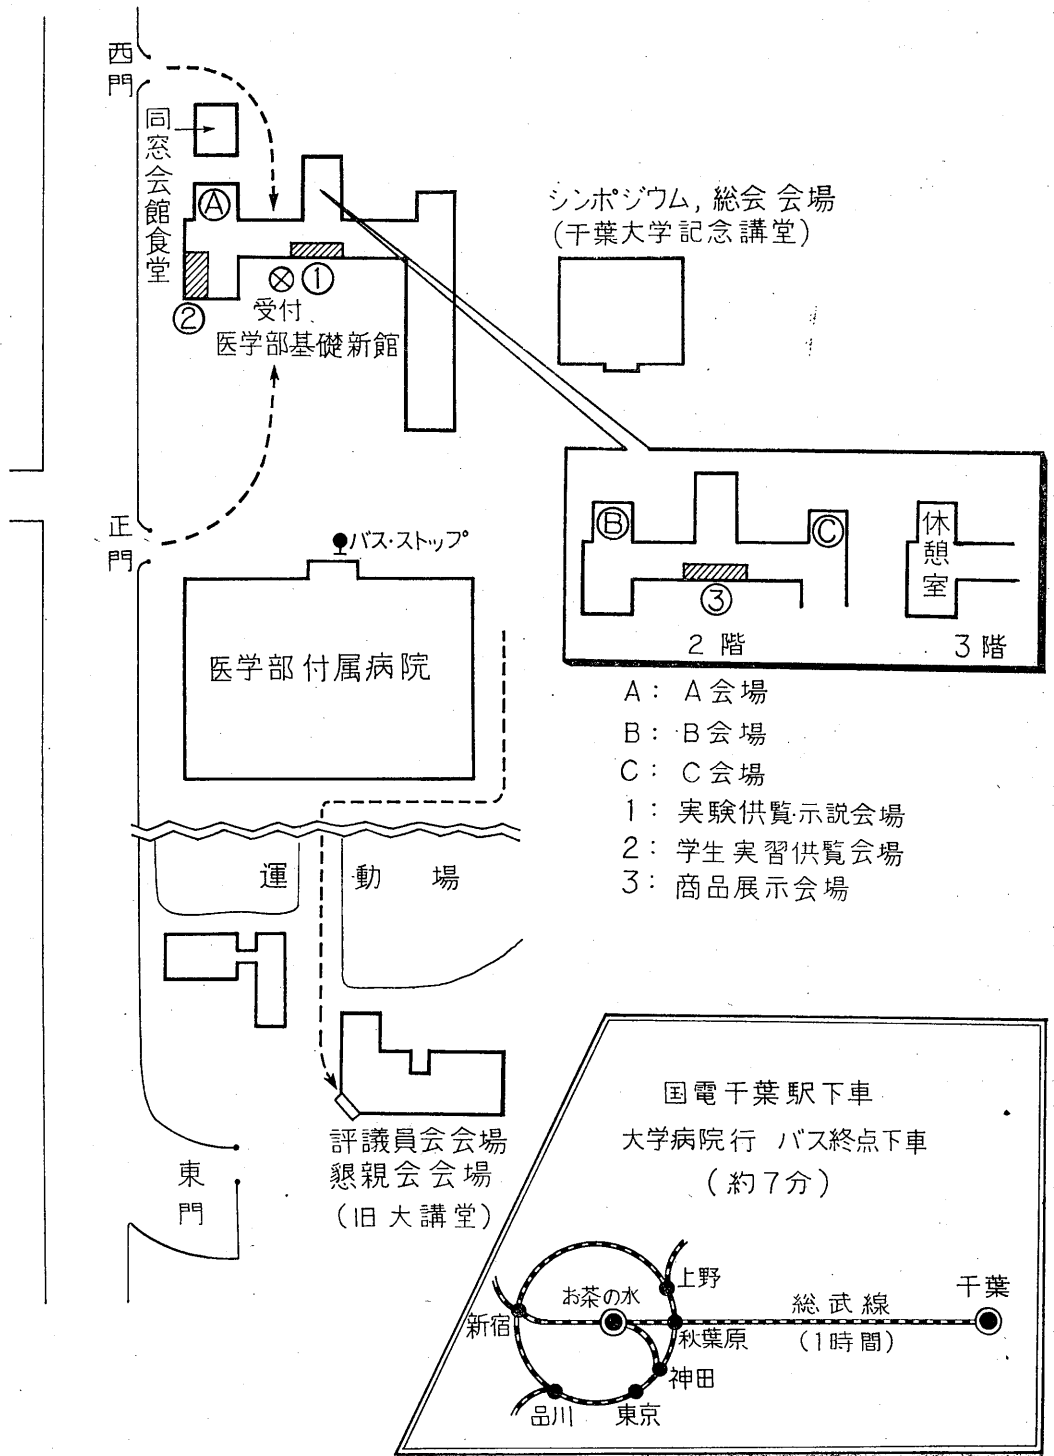 西門
同窓会館食堂
Ⓐ
①
②
受付
医学部基礎新館
シンポジウム, 総会 会場
(千葉大学記念講堂)
正門
バス・ストップ
医学部付属病院
Ⓑ
Ⓒ
③
2階
休憩室
3階
A: A会場
B: B会場
C: C会場
1: 実験供覧・示説会場
2: 学生実習供覧会場
3: 商品展示会場
運動場
評議員会会場
懇親会会場
(旧大講堂)
東門
国電千葉駅下車
大学病院行 バス終点下車
(約7分)
上野
お茶の水
新宿
秋葉原
総武線
(1時間)
千葉
神田
品川
東京